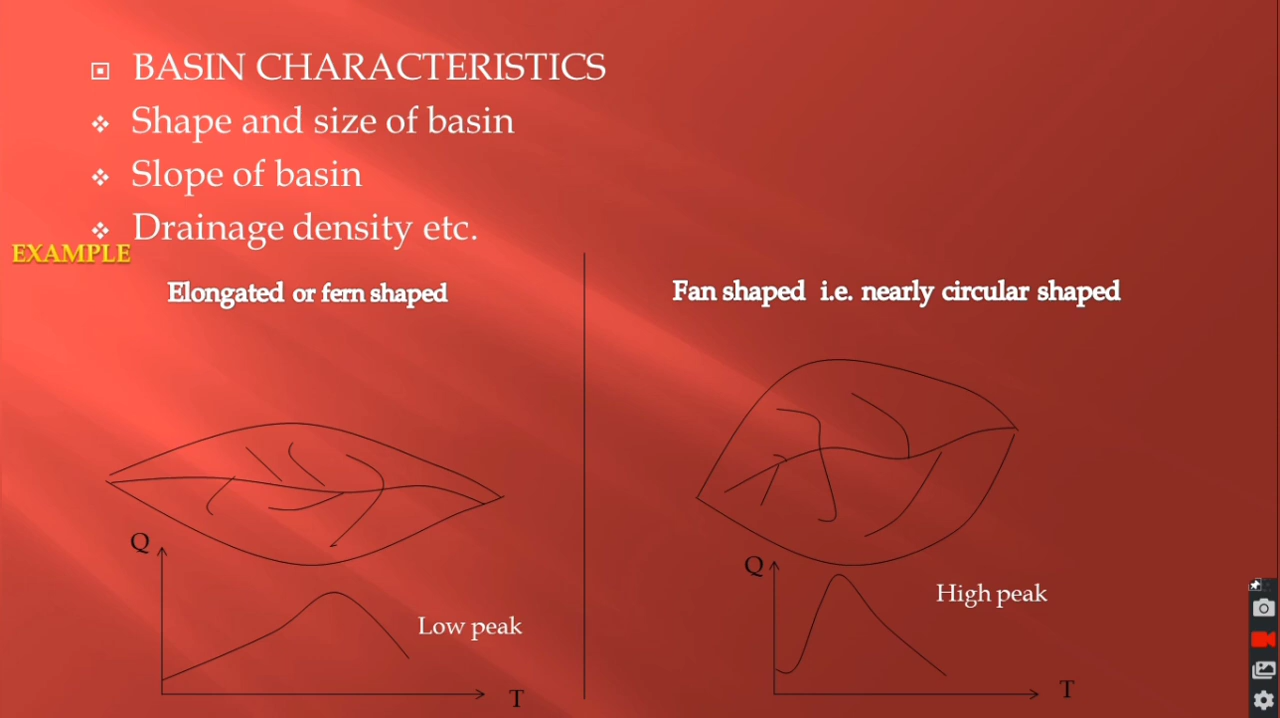 BASIN CHARACTERISTICS
Shape and size of basin
Slope of basin
Drainage density etc.
EXAMPLE
Elongated or fern shaped
Fan shaped i.e. nearly circular shaped
Q
Low peak
T
Q
High peak
T